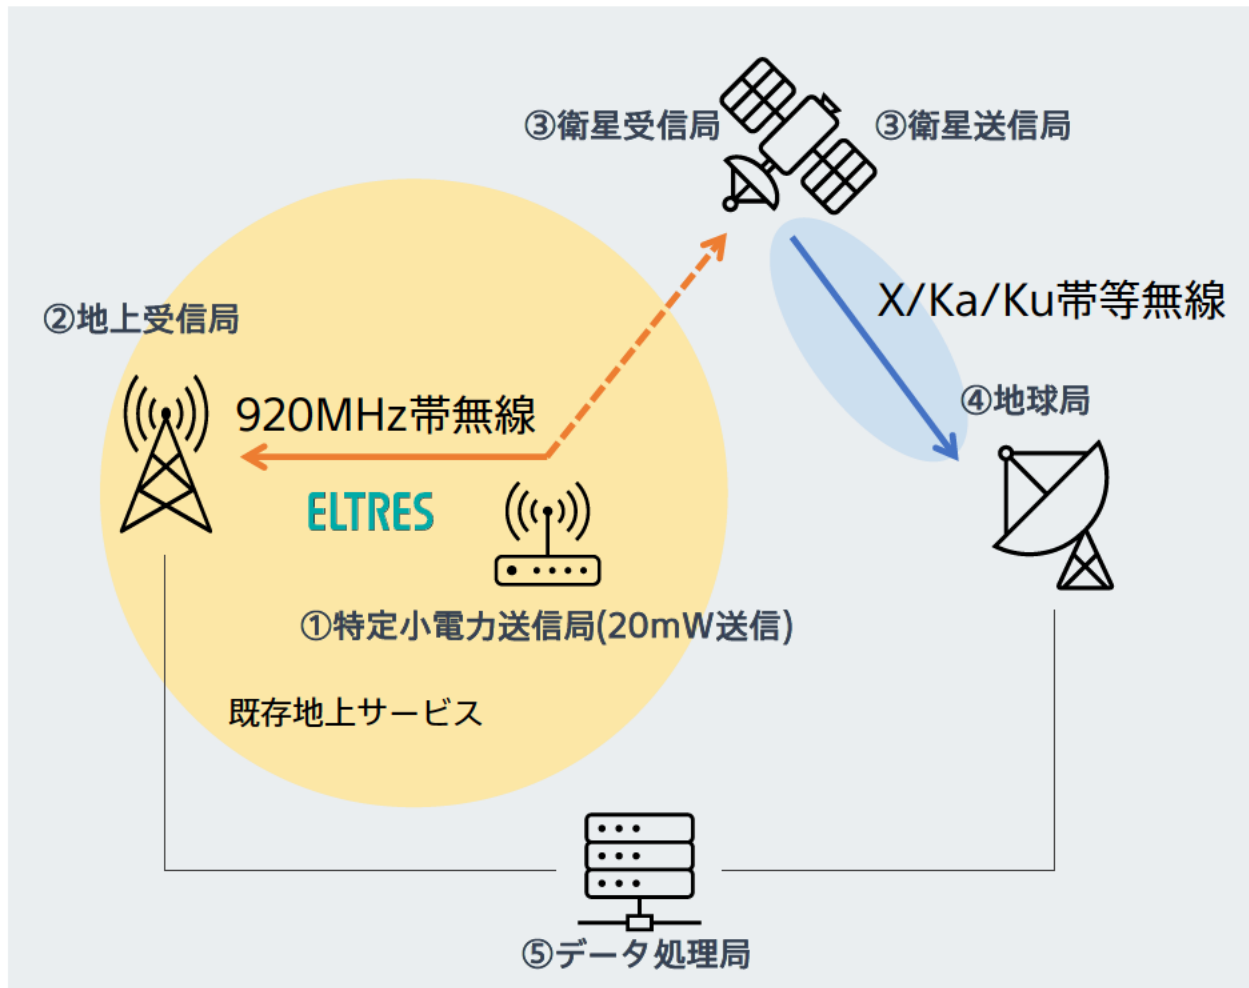 ③衛星受信局
③衛星送信局
②地上受信局
X/Ka/Ku帯等無線
④地球局
920MHz帯無線
ELTRES
①特定小電力送信局(20mW送信)
既存地上サービス
⑤データ処理局